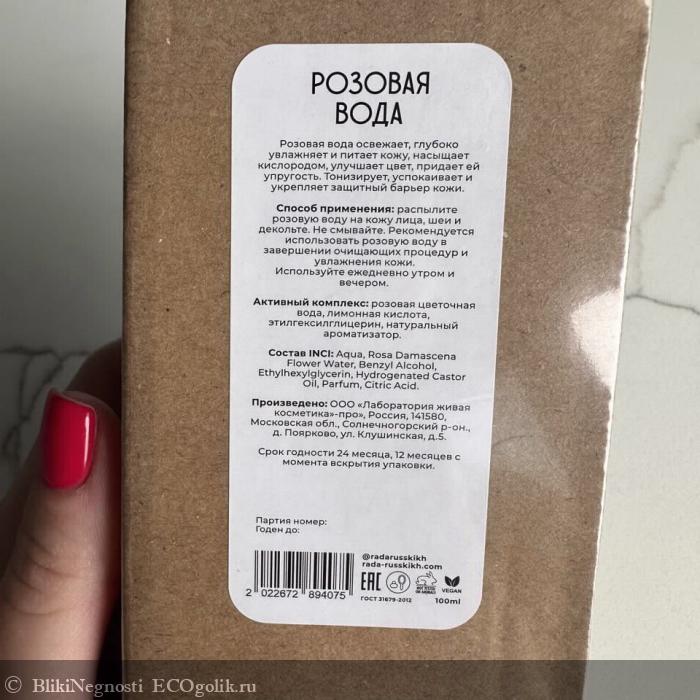 РОЗОВАЯ
ВОДА
Розовая вода освежает, глубоко
увлажняет и питает кожу, насыщает
кислородом, улучшает цвет, придает ей
упругость. Тонизирует, успокаивает и
укрепляет защитный барьер кожи.
Способ применения: распылите
розовую воду на кожу лица, шеи и
декольте. Не смывайте. Рекомендуется
использовать розовую воду в
завершении очищающих процедур и
увлажнения кожи.
Используйте ежедневно утром и
вечером.
Активный комплекс: розовая цветочная
вода, лимонная кислота,
этилгексилглицерин, натуральный
ароматизатор.
Состав INCI: Aqua, Rosa Damascena
Flower Water, Benzyl Alcohol,
Ethylhexylglycerin, Hydrogenated Castor
Oil, Parfum, Citric Acid.
Произведено: ООО «Лаборатория живая
косметика»-про», Россия, 141580,
Московская обл., Солнечногорский р-он.,
д. Поярково, ул. Клушинская, д.5.
Срок годности 24 месяца, 12 месяцев с
момента вскрытия упаковки.
Партия номер:
Годен до:
@radarusskikh
rada-russkikh.com
EAC
NOT TESTED
ON ANIMALS
VEGAN
2 022672 894075
ГОСТ 31679-2012
100ml
© BlikiNegnosti ECOgolik.ru